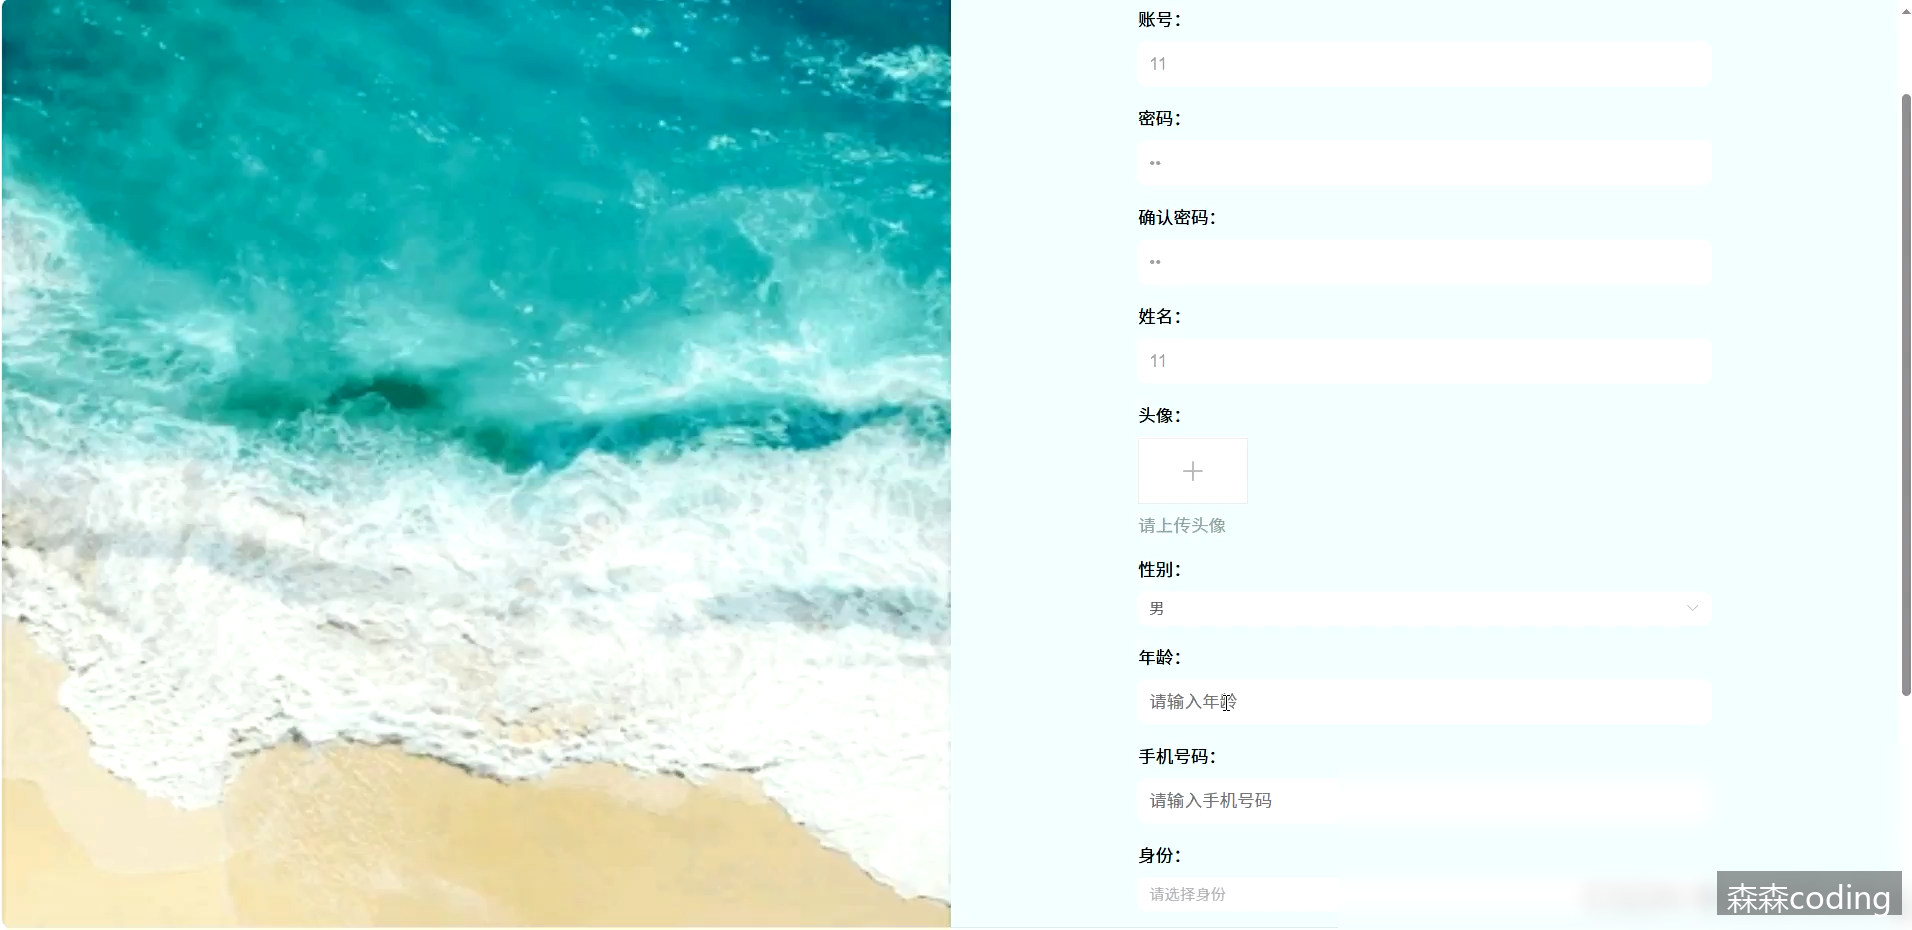 账号：
11
密码：
••
确认密码：
••
姓名：
11
头像：
请上传头像
性别：
男
年龄：
请输入年龄
手机号码：
请输入手机号码
身份：
请选择身份
森森coding